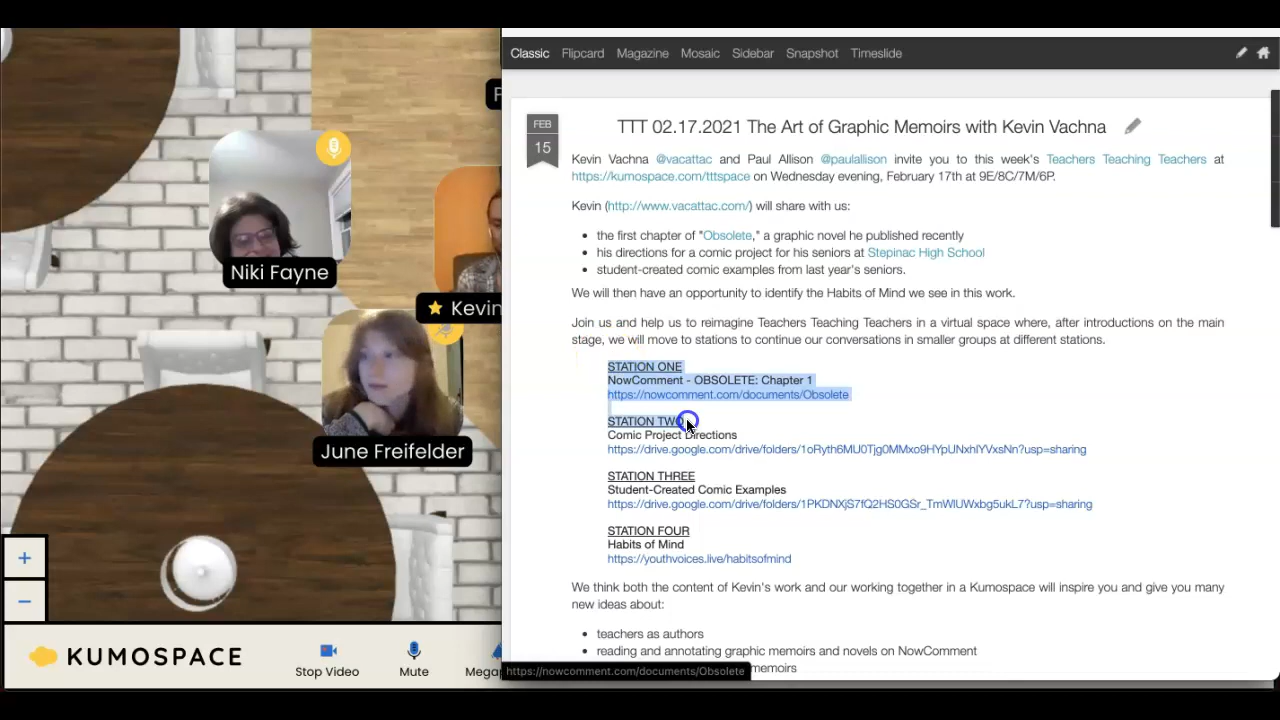 Classic Flipcard Magazine Mosaic Sidebar Snapshot Timeslide
FEB
15
TTT 02.17.2021 The Art of Graphic Memoirs with Kevin Vachna
Kevin Vachna @vacattac and Paul Allison @paulallison invite you to this week's Teachers Teaching Teachers at
https://kumospace.com/tttspace on Wednesday evening, February 17th at 9E/8C/7M/6P.
Kevin (http://www.vacattac.com/) will share with us:
• the first chapter of "Obsolete," a graphic novel he published recently
• his directions for a comic project for his seniors at Stepinac High School
• student-created comic examples from last year's seniors.
We will then have an opportunity to identify the Habits of Mind we see in this work.
Join us and help us to reimagine Teachers Teaching Teachers in a virtual space where, after introductions on the main
stage, we will move to stations to continue our conversations in smaller groups at different stations.
STATION ONE
NowComment - OBSOLETE: Chapter 1
https://nowcomment.com/documents/Obsolete
STATION TWO
Comic Project Directions
https://drive.google.com/drive/folders/1oRyth6MU0Tjg0MMxo9HYpUNxhIYVxsNn?usp=sharing
STATION THREE
Student-Created Comic Examples
https://drive.google.com/drive/folders/1PKDNXjS7fQ2HS0GSr_TmWlUWxbg5ukL7?usp=sharing
STATION FOUR
Habits of Mind
https://youthvoices.live/habitsofmind
We think both the content of Kevin's work and our working together in a Kumospace will inspire you and give you many
new ideas about:
• teachers as authors
• reading and annotating graphic memoirs and novels on NowComment
memoirs
https://nowcomment.com/documents/Obsolete
P
Niki Fayne
Kevin
June Freifelder
+
−
KUMOSPACE
Stop Video
Mute
Mega